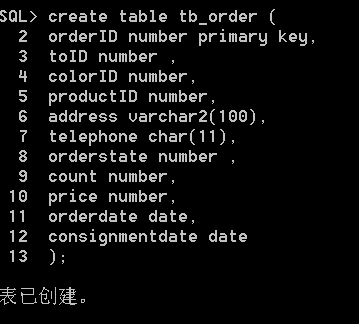 SQL> create table tb_order (
2 orderID number primary key,
3 toID number ,
4 colorID number,
5 productID number,
6 address varchar2(100),
7 telephone char(11),
8 orderstate number ,
9 count number,
10 price number,
11 orderdate date,
12 consignmentdate date
13 );
表已创建。